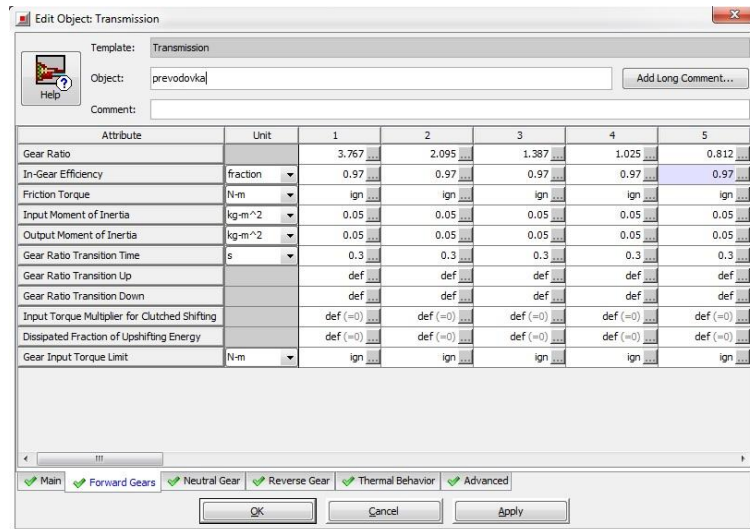 Edit Object: Transmission
x
Template: Transmission
Help
Object: prevodovka
Add Long Comment...
Comment:
Attribute Unit 1 2 3 4 5
Gear Ratio 3.767 ... 2.095 ... 1.387 ... 1.025 ... 0.812 ...
In-Gear Efficiency fraction 0.97 ... 0.97 ... 0.97 ... 0.97 ... 0.97 ...
Friction Torque N-m ign ... ign ... ign ... ign ... ign ...
Input Moment of Inertia kg-m^2 0.05 ... 0.05 ... 0.05 ... 0.05 ... 0.05 ...
Output Moment of Inertia kg-m^2 0.05 ... 0.05 ... 0.05 ... 0.05 ... 0.05 ...
Gear Ratio Transition Time s 0.3 ... 0.3 ... 0.3 ... 0.3 ... 0.3 ...
Gear Ratio Transition Up def ... def ... def ... def ... def ...
Gear Ratio Transition Down def ... def ... def ... def ... def ...
Input Torque Multiplier for Clutched Shifting def (=0) ... def (=0) ... def (=0) ... def (=0) ... def (=0) ...
Dissipated Fraction of Upshifting Energy def (=0) ... def (=0) ... def (=0) ... def (=0) ... def (=0) ...
Gear Input Torque Limit N-m ign ... ign ... ign ... ign ... ign ...
Main Forward Gears Neutral Gear Reverse Gear Thermal Behavior Advanced
OK Cancel Apply